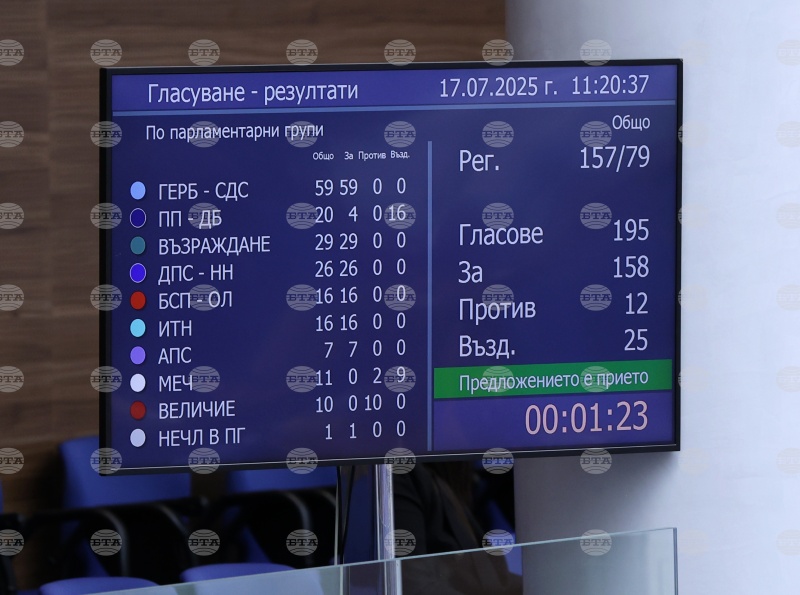 Гласуване - резултати 17.07.2025 г. 11:20:37
По парламентарни групи
Общо За Против Възд.
ГЕРБ - СДС 59 59 0 0
ПП - ДБ 20 4 0 16
ВЪЗРАЖДАНЕ 29 29 0 0
ДПС - НН 26 26 0 0
БСП - ОЛ 16 16 0 0
ИТН 16 16 0 0
АПС 7 7 0 0
МЕЧ 11 0 2 9
ВЕЛИЧИЕ 10 0 10 0
НЕЧЛ В ПГ 1 1 0 0
Общо
Рег. 157/79
Гласове 195
За 158
Против 12
Възд. 25
Предложението е прието
00:01:23
БТА